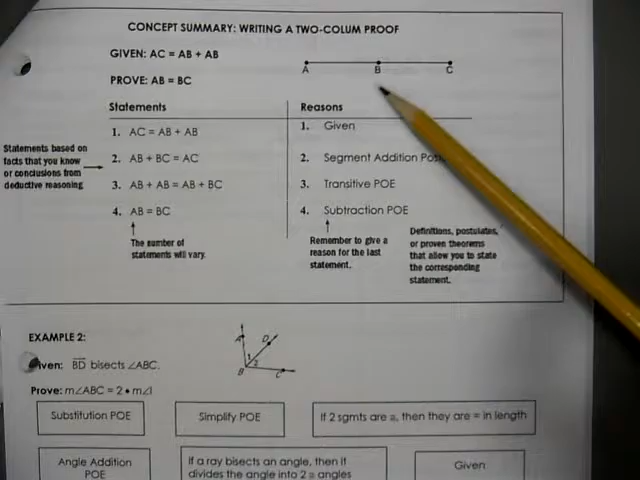 CONCEPT SUMMARY: WRITING A TWO-COLUM PROOF
GIVEN: AC = AB + AB
PROVE: AB = BC
A B C
Statements Reasons
1. AC = AB + AB 1. Given
2. AB + BC = AC 2. Segment Addition
3. AB + AB = AB + BC 3. Transitive POE
4. AB = BC 4. Subtraction POE
Statements based on
facts that you know
or conclusions from
deductive reasoning
The number of
statements will vary.
Remember to give a
reason for the last
statement.
Definitions, postulates,
or proven theorems
that allow you to state
the corresponding
statement.
EXAMPLE 2:
A D
1 2
B C
iven: BD bisects ∠ABC.
Prove: m∠ABC = 2 • m∠1
Substitution POE Simplify POE If 2 sgmts are ≅, then they are = in length
Angle Addition
POE
If a ray bisects an angle, then it
divides the angle into 2 ≅ angles
Given